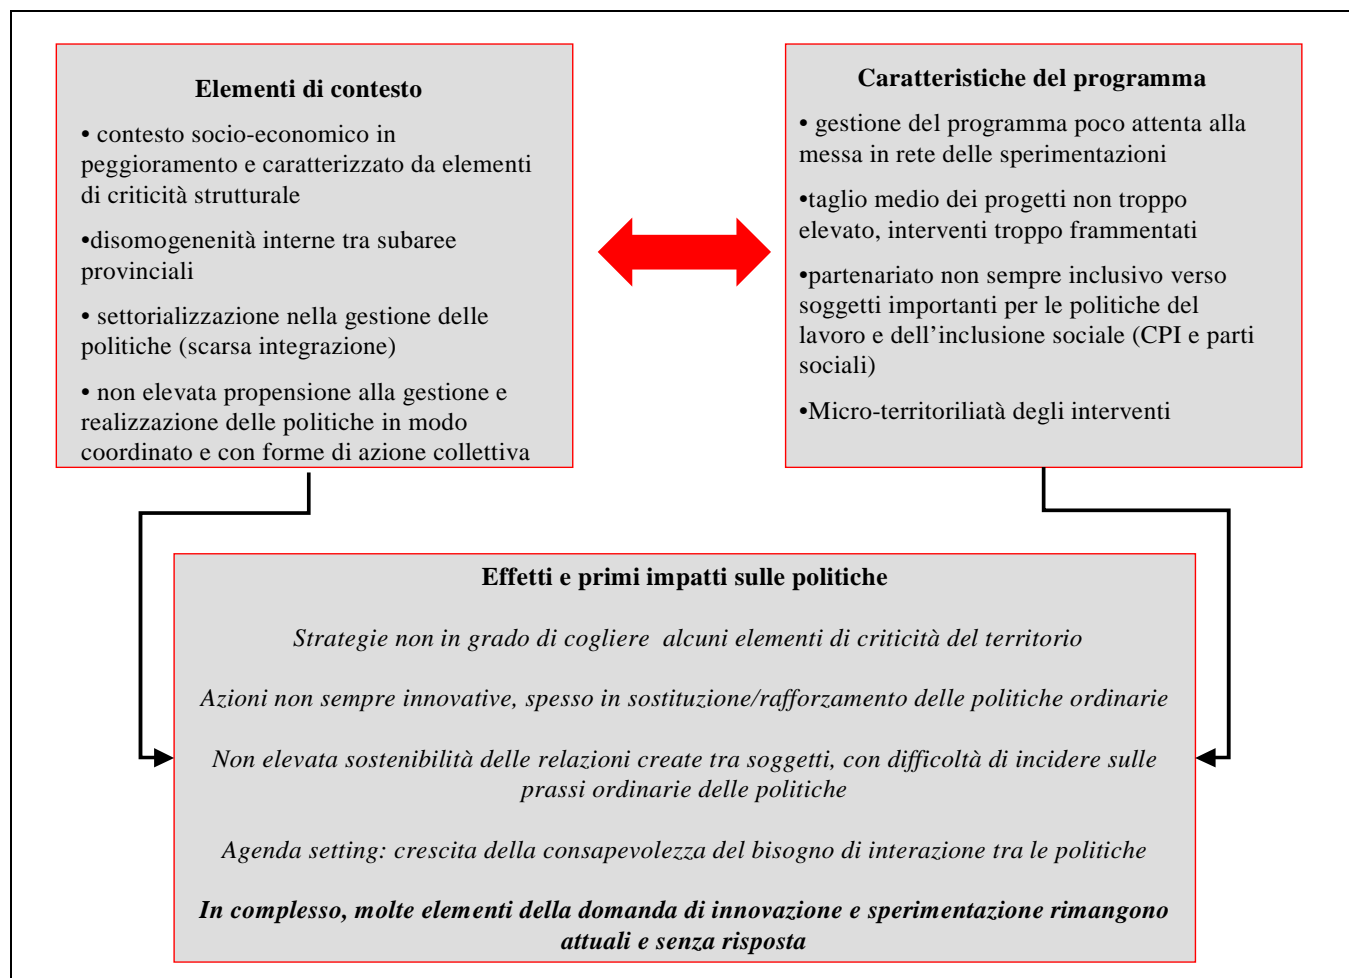 Elementi di contesto
• contesto socio-economico in
peggioramento e caratterizzato da elementi
di criticità strutturale
•disomogenenità interne tra subaree
provinciali
• settorializzazione nella gestione delle
politiche (scarsa integrazione)
• non elevata propensione alla gestione e
realizzazione delle politiche in modo
coordinato e con forme di azione collettiva
Caratteristiche del programma
• gestione del programma poco attenta alla
messa in rete delle sperimentazioni
•taglio medio dei progetti non troppo
elevato, interventi troppo frammentati
•partenariato non sempre inclusivo verso
soggetti importanti per le politiche del
lavoro e dell’inclusione sociale (CPI e parti
sociali)
•Micro-territoriliatà degli interventi
Effetti e primi impatti sulle politiche
Strategie non in grado di cogliere alcuni elementi di criticità del territorio
Azioni non sempre innovative, spesso in sostituzione/rafforzamento delle politiche ordinarie
Non elevata sostenibilità delle relazioni create tra soggetti, con difficoltà di incidere sulle
prassi ordinarie delle politiche
Agenda setting: crescita della consapevolezza del bisogno di interazione tra le politiche
In complesso, molte elementi della domanda di innovazione e sperimentazione rimangono
attuali e senza risposta